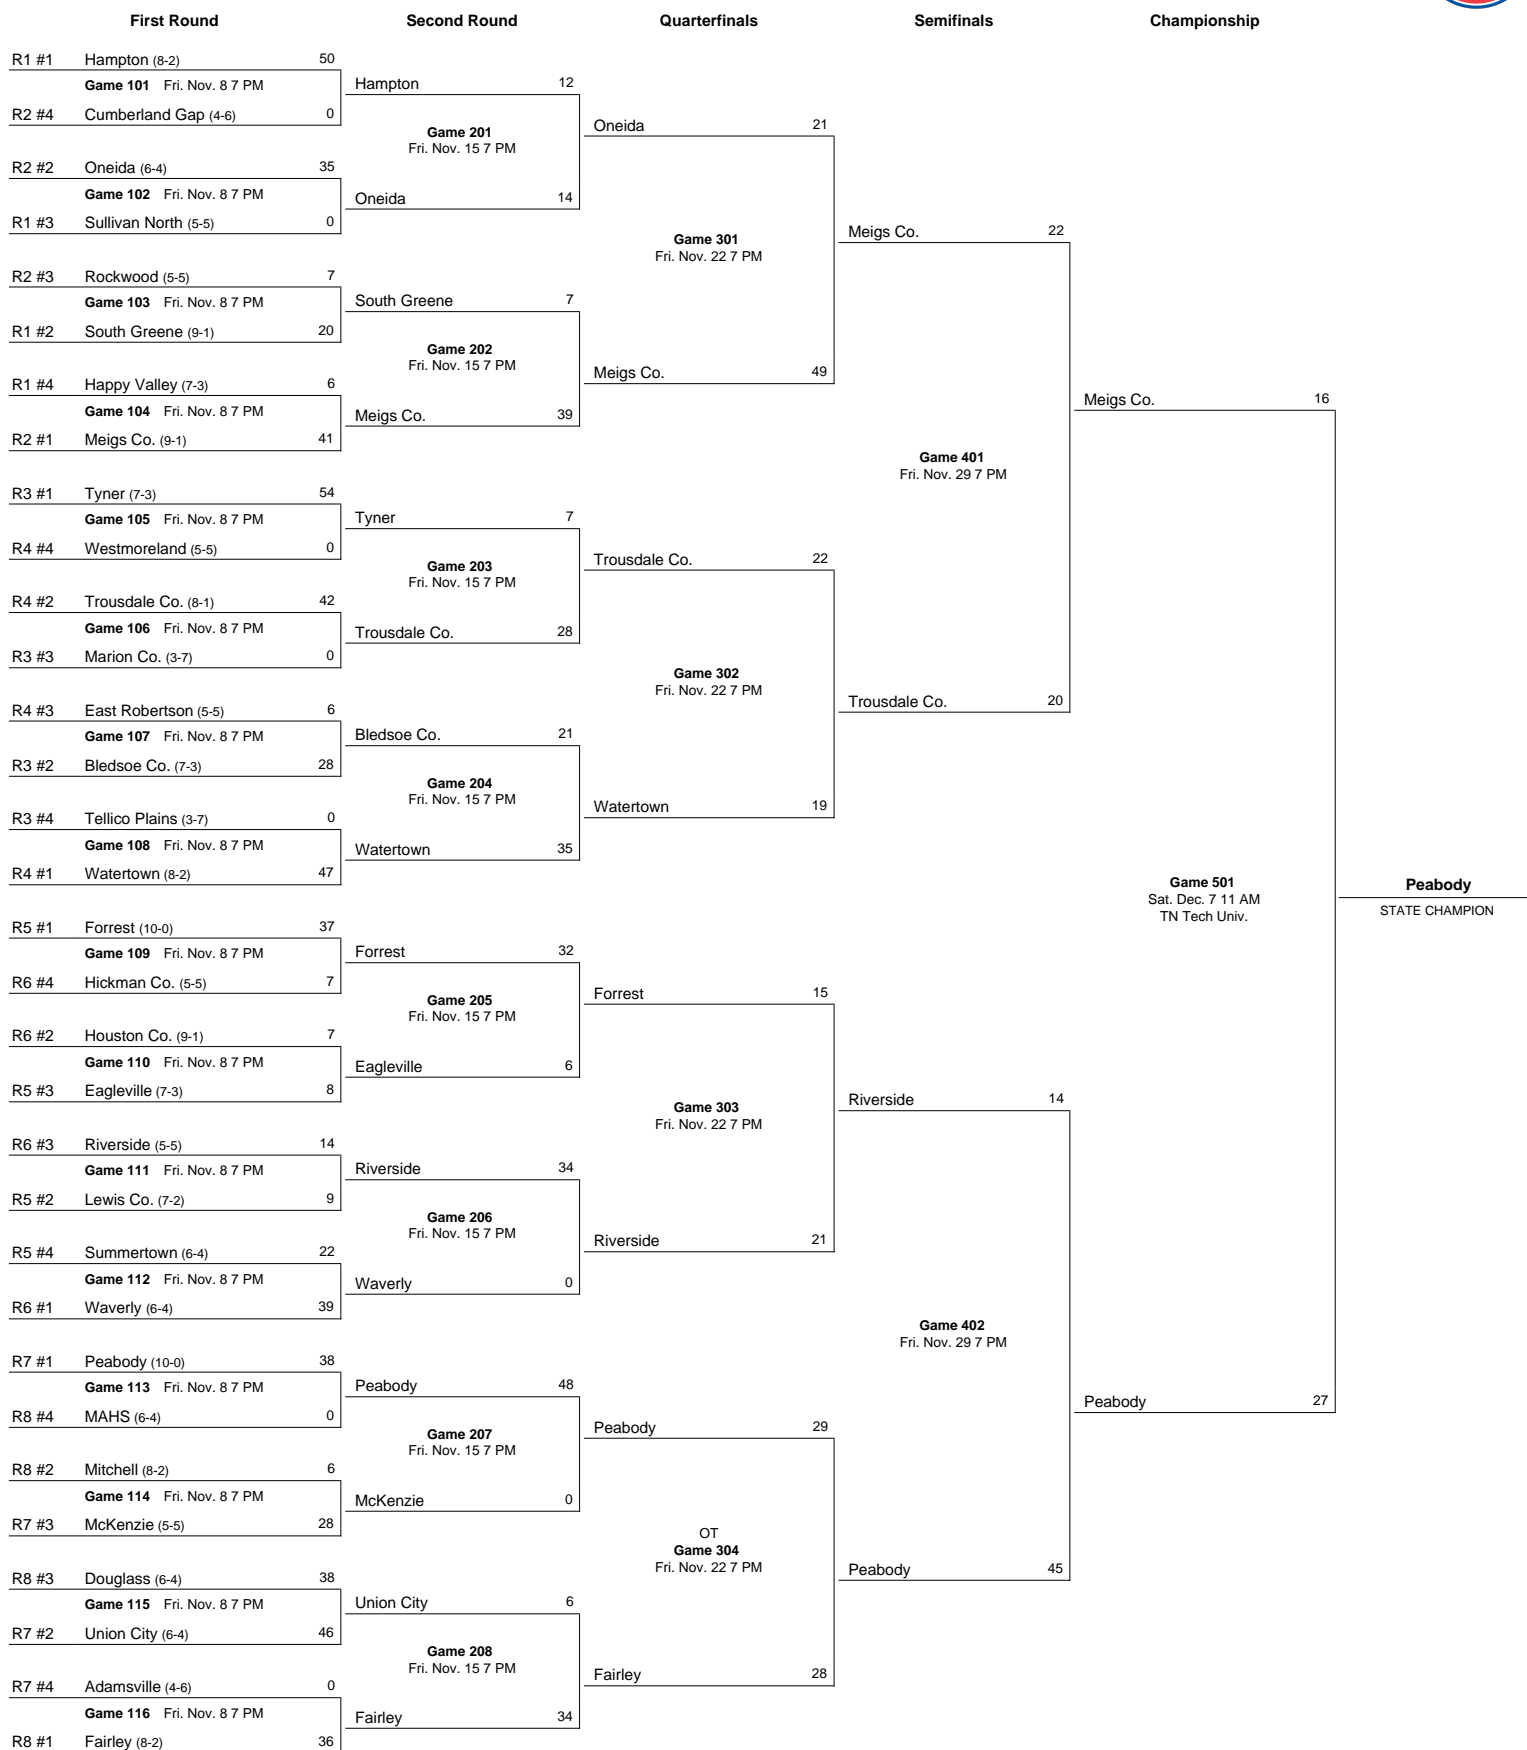 First Round
Second Round
Quarterfinals
Semifinals
Championship
R1 #1 Hampton (8-2) 50
Game 101 Fri. Nov. 8 7 PM
R2 #4 Cumberland Gap (4-6) 0
R2 #2 Oneida (6-4) 35
Game 102 Fri. Nov. 8 7 PM
R1 #3 Sullivan North (5-5) 0
R2 #3 Rockwood (5-5) 7
Game 103 Fri. Nov. 8 7 PM
R1 #2 South Greene (9-1) 20
R1 #4 Happy Valley (7-3) 6
Game 104 Fri. Nov. 8 7 PM
R2 #1 Meigs Co. (9-1) 41
R3 #1 Tyner (7-3) 54
Game 105 Fri. Nov. 8 7 PM
R4 #4 Westmoreland (5-5) 0
R4 #2 Trousdale Co. (8-1) 42
Game 106 Fri. Nov. 8 7 PM
R3 #3 Marion Co. (3-7) 0
R4 #3 East Robertson (5-5) 6
Game 107 Fri. Nov. 8 7 PM
R3 #2 Bledsoe Co. (7-3) 28
R3 #4 Tellico Plains (3-7) 0
Game 108 Fri. Nov. 8 7 PM
R4 #1 Watertown (8-2) 47
R5 #1 Forrest (10-0) 37
Game 109 Fri. Nov. 8 7 PM
R6 #4 Hickman Co. (5-5) 7
R6 #2 Houston Co. (9-1) 7
Game 110 Fri. Nov. 8 7 PM
R5 #3 Eagleville (7-3) 8
R6 #3 Riverside (5-5) 14
Game 111 Fri. Nov. 8 7 PM
R5 #2 Lewis Co. (7-2) 9
R5 #4 Summertown (6-4) 22
Game 112 Fri. Nov. 8 7 PM
R6 #1 Waverly (6-4) 39
R7 #1 Peabody (10-0) 38
Game 113 Fri. Nov. 8 7 PM
R8 #4 MAHS (6-4) 0
R8 #2 Mitchell (8-2) 6
Game 114 Fri. Nov. 8 7 PM
R7 #3 McKenzie (5-5) 28
R8 #3 Douglass (6-4) 38
Game 115 Fri. Nov. 8 7 PM
R7 #2 Union City (6-4) 46
R7 #4 Adamsville (4-6) 0
Game 116 Fri. Nov. 8 7 PM
R8 #1 Fairley (8-2) 36
Hampton 12
Game 201
Fri. Nov. 15 7 PM
Oneida 14
South Greene 7
Game 202
Fri. Nov. 15 7 PM
Meigs Co. 39
Tyner 7
Game 203
Fri. Nov. 15 7 PM
Trousdale Co. 28
Bledsoe Co. 21
Game 204
Fri. Nov. 15 7 PM
Watertown 35
Forrest 32
Game 205
Fri. Nov. 15 7 PM
Eagleville 6
Riverside 34
Game 206
Fri. Nov. 15 7 PM
Waverly 0
Peabody 48
Game 207
Fri. Nov. 15 7 PM
McKenzie 0
Union City 6
Game 208
Fri. Nov. 15 7 PM
Fairley 34
Oneida 21
Game 301
Fri. Nov. 22 7 PM
Meigs Co. 49
Trousdale Co. 22
Game 302
Fri. Nov. 22 7 PM
Watertown 19
Forrest 15
Game 303
Fri. Nov. 22 7 PM
Riverside 21
Peabody 29
OT
Game 304
Fri. Nov. 22 7 PM
Fairley 28
Meigs Co. 22
Game 401
Fri. Nov. 29 7 PM
Trousdale Co. 20
Riverside 14
Game 402
Fri. Nov. 29 7 PM
Peabody 45
Meigs Co. 16
Game 501
Sat. Dec. 7 11 AM
TN Tech Univ.
Peabody 27
Peabody
STATE CHAMPION